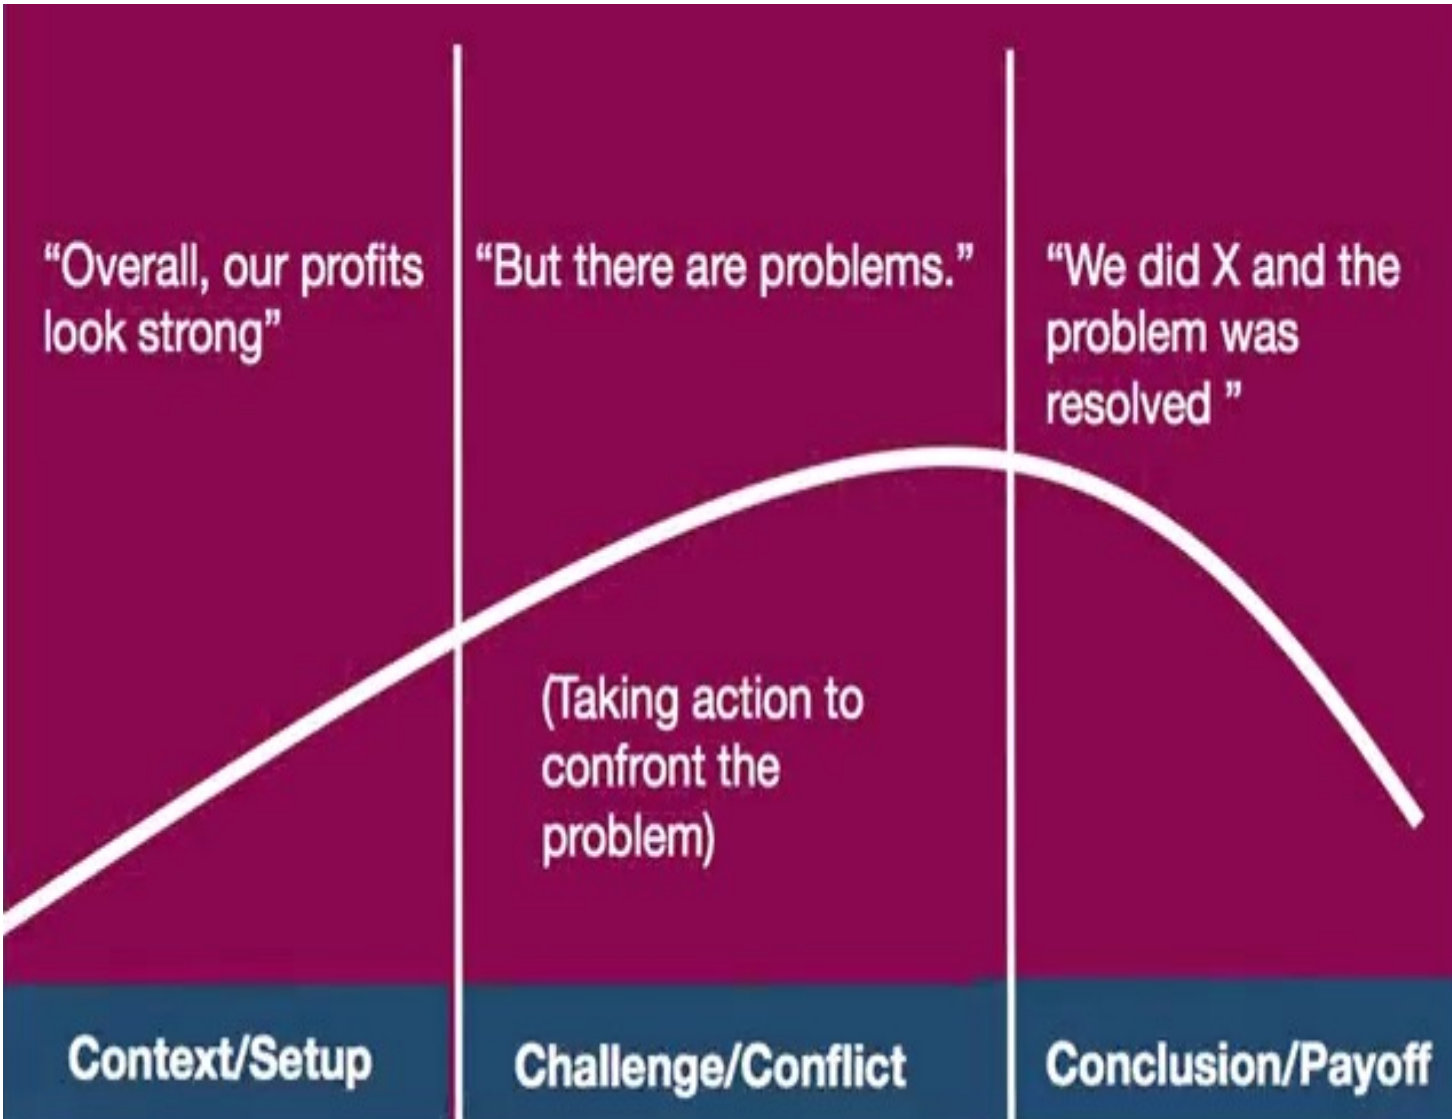 “Overall, our profits
look strong”
“But there are problems.”
(Taking action to
confront the
problem)
“We did X and the
problem was
resolved ”
Context/Setup
Challenge/Conflict
Conclusion/Payoff